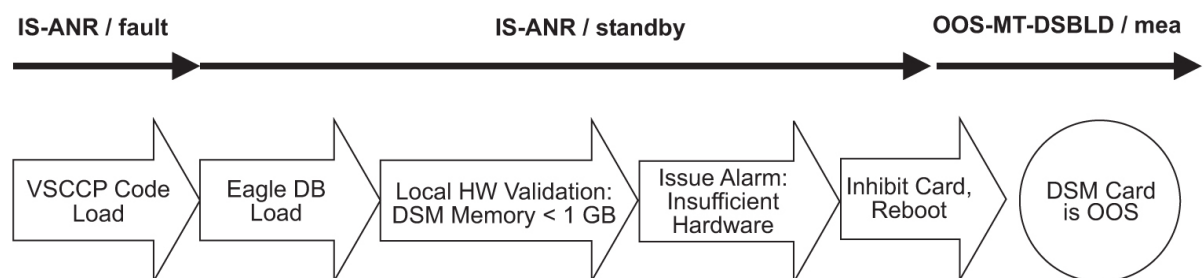 IS-ANR / fault
IS-ANR / standby
OOS-MT-DSBLD / mea
VSCCP Code
Load
Eagle DB
Load
Local HW Validation:
DSM Memory < 1 GB
Issue Alarm:
Insufficient
Hardware
Inhibit Card,
Reboot
DSM Card
is OOS